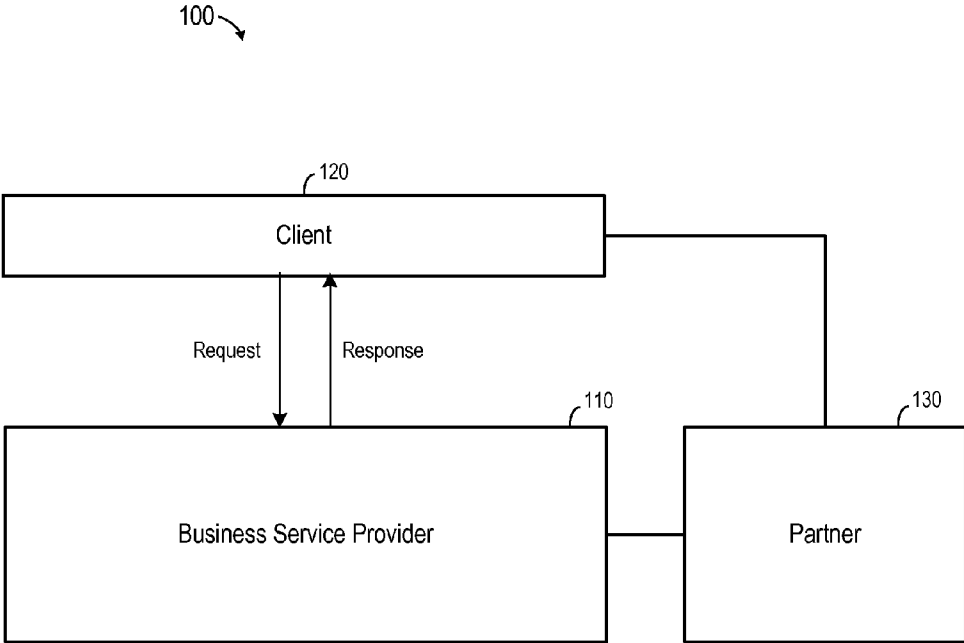 100
120
Client
Request
Response
110
130
Business Service Provider
Partner